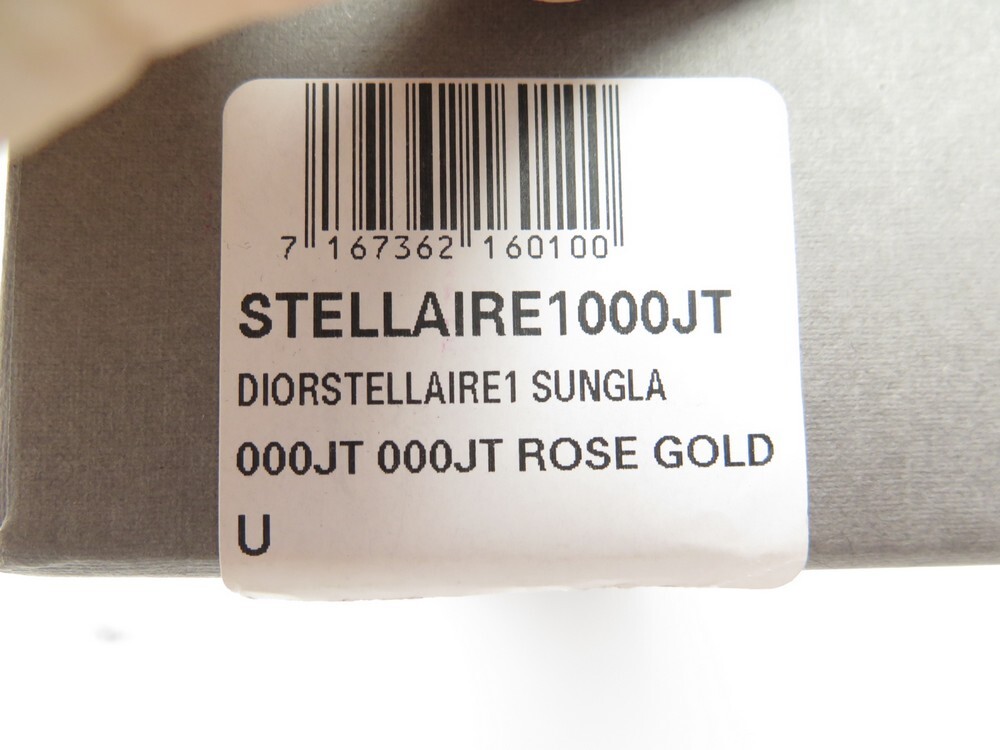 7 167362 160100
STELLAIRE1000JT
DIORSTELLAIRE1 SUNGLA
000JT 000JT ROSE GOLD
U